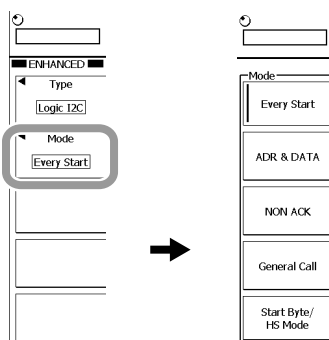 ENHANCED
Type
Logic I2C
Mode
Every Start
Mode
Every Start
ADR & DATA
NON ACK
General Call
Start Byte/
HS Mode